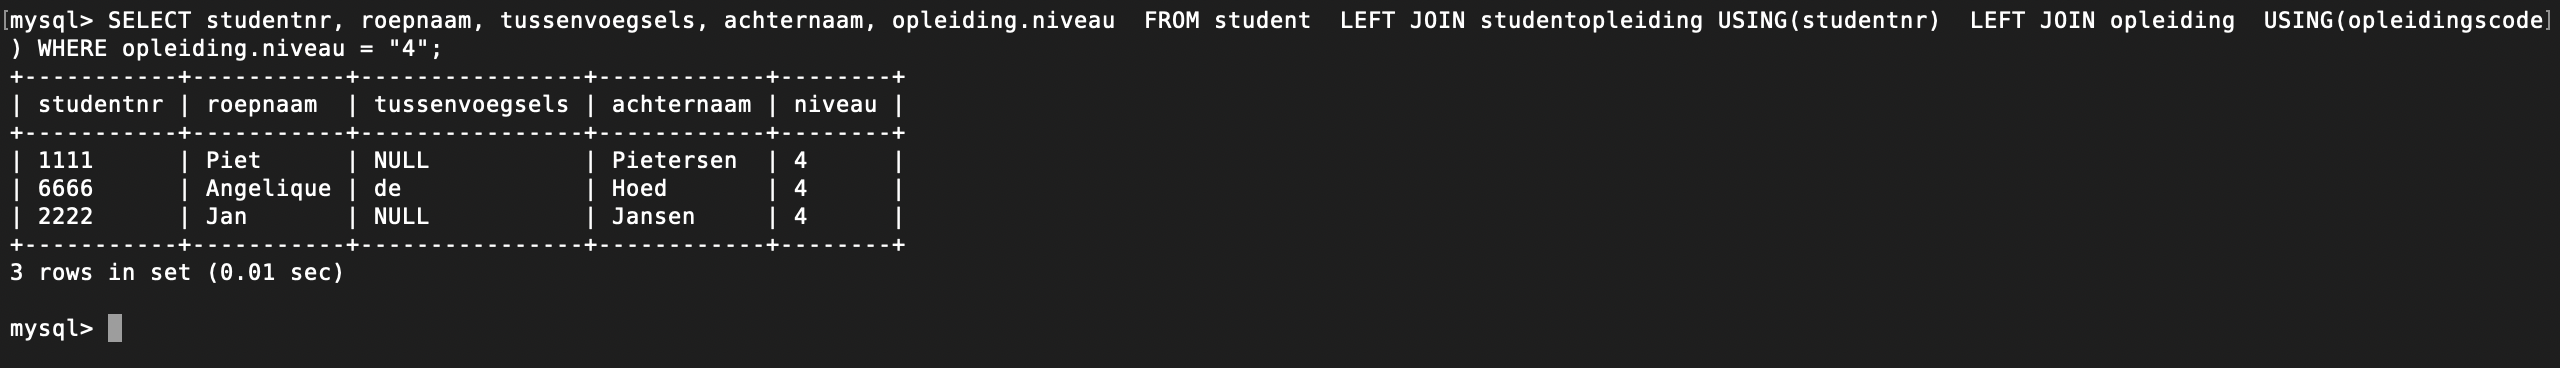 [mysql> SELECT studentnr, roepnaam, tussenvoegsels, achternaam, opleiding.niveau  FROM student  LEFT JOIN studentopleiding USING(studentnr)  LEFT JOIN opleiding  USING(opleidingscode]
) WHERE opleiding.niveau = "4";
+-----------+-----------+----------------+------------+--------+
| studentnr | roepnaam  | tussenvoegsels | achternaam | niveau |
+-----------+-----------+----------------+------------+--------+
| 1111      | Piet      | NULL           | Pietersen  | 4      |
| 6666      | Angelique | de             | Hoed       | 4      |
| 2222      | Jan       | NULL           | Jansen     | 4      |
+-----------+-----------+----------------+------------+--------+
3 rows in set (0.01 sec)
mysql>